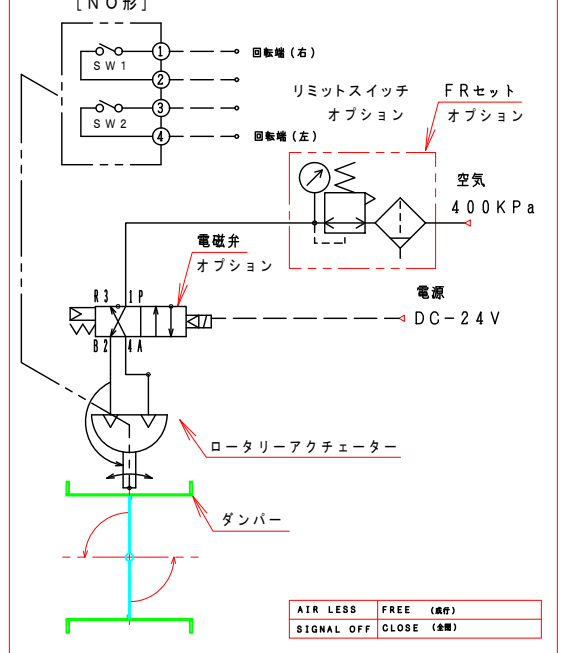 [NO形]
1
回転端(右)
SW1
2
3
SW2
4
回転端(左)
リミットスイッチ
オプション
FRセット
オプション
空気
400KPa
電磁弁
オプション
R3 1P
B2 4A
電源
DC-24V
ロータリーアクチェーター
ダンパー
AIR LESS FREE (成行)
SIGNAL OFF CLOSE (全閉)